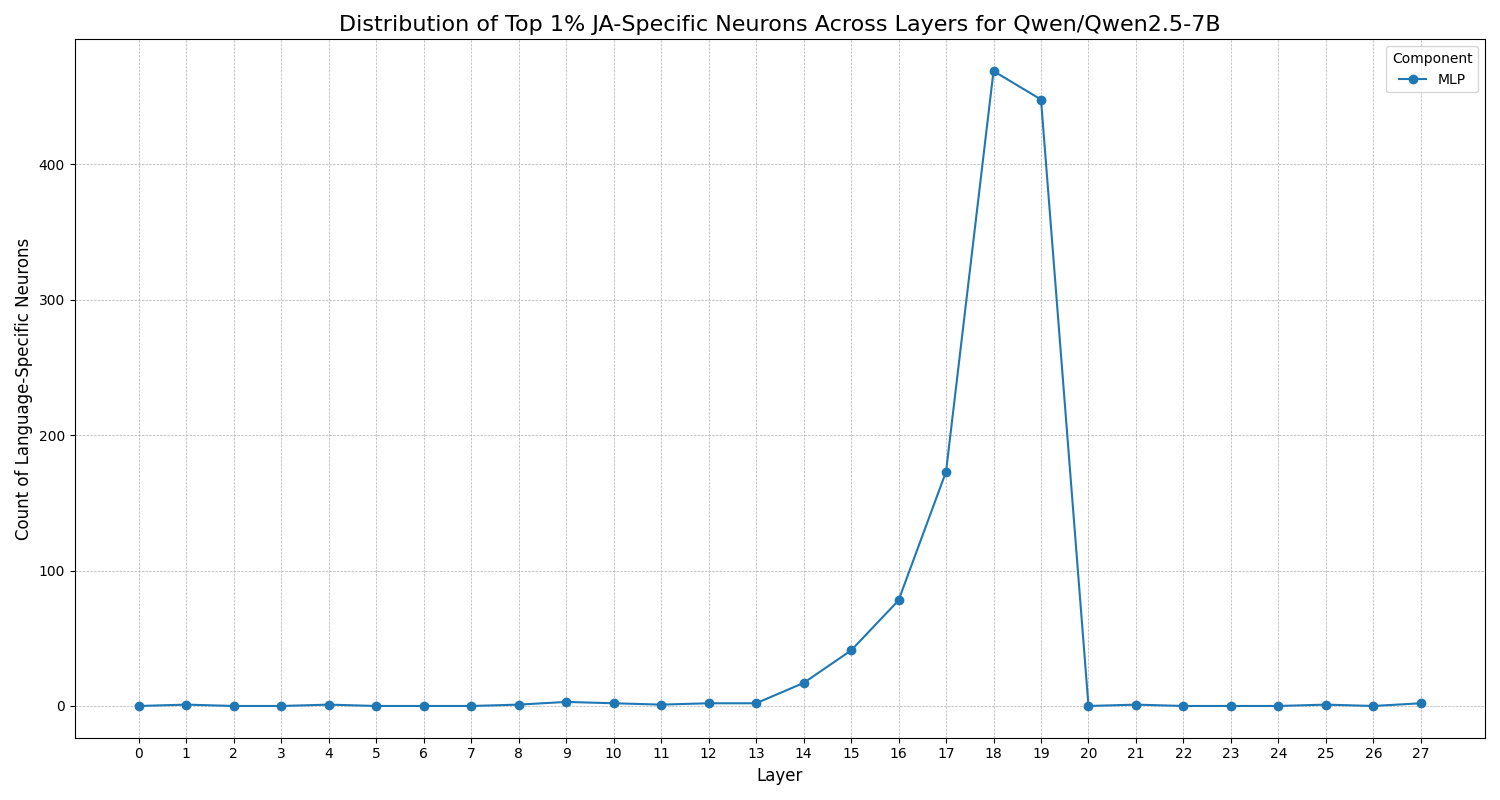 Distribution of Top 1% JA-Specific Neurons Across Layers for Qwen/Qwen2.5-7B
Component
MLP
Count of Language-Specific Neurons
400
300
200
100
0
0 1 2 3 4 5 6 7 8 9 10 11 12 13 14 15 16 17 18 19 20 21 22 23 24 25 26 27
Layer